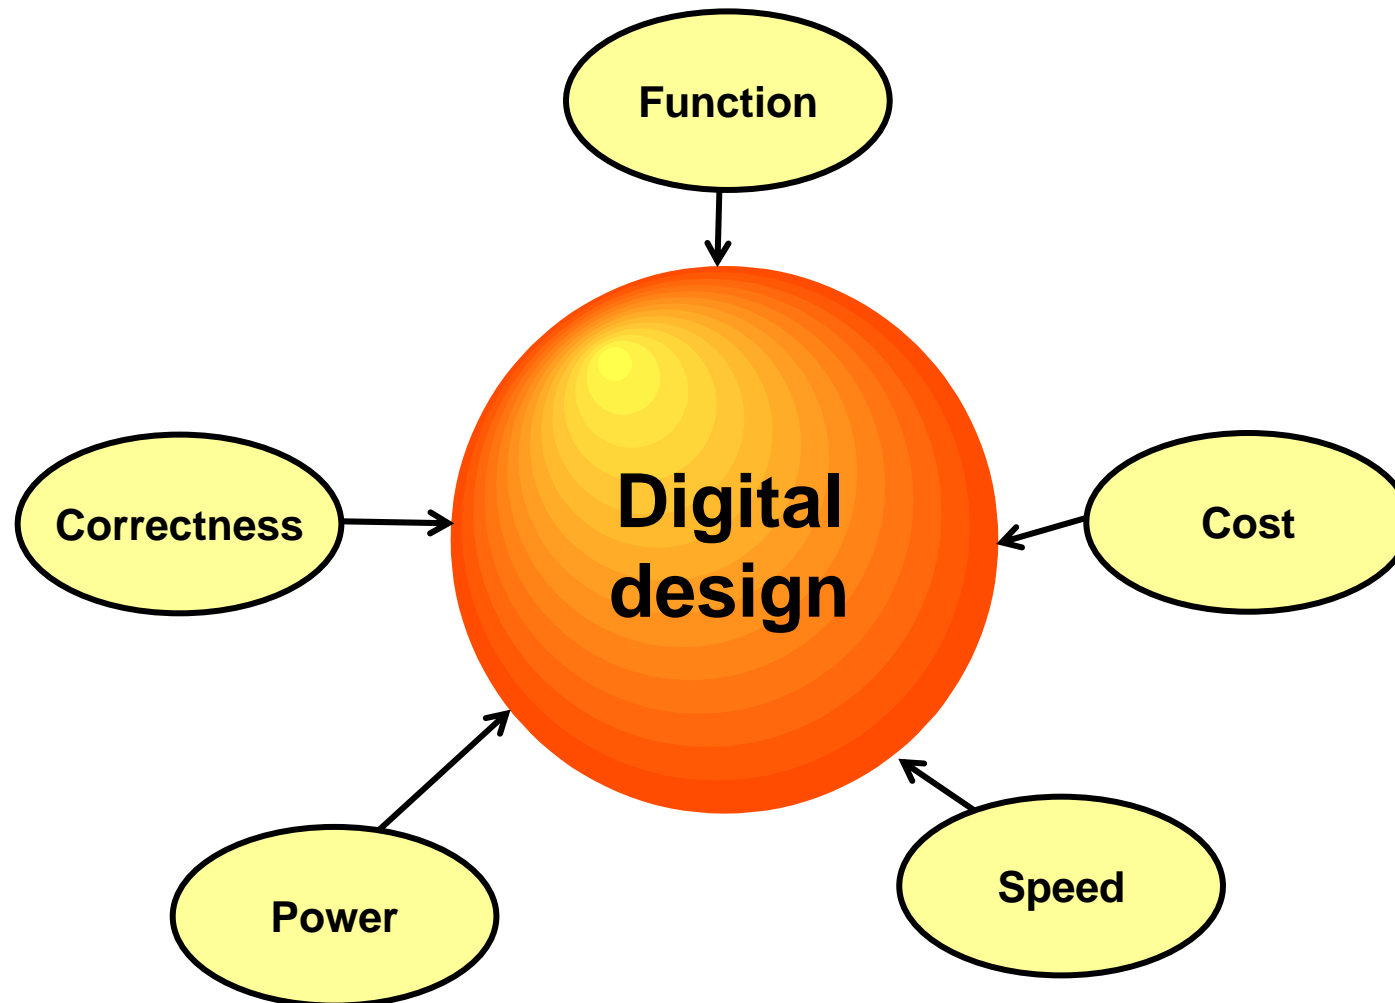 Function
Correctness
Digital
design
Cost
Power
Speed